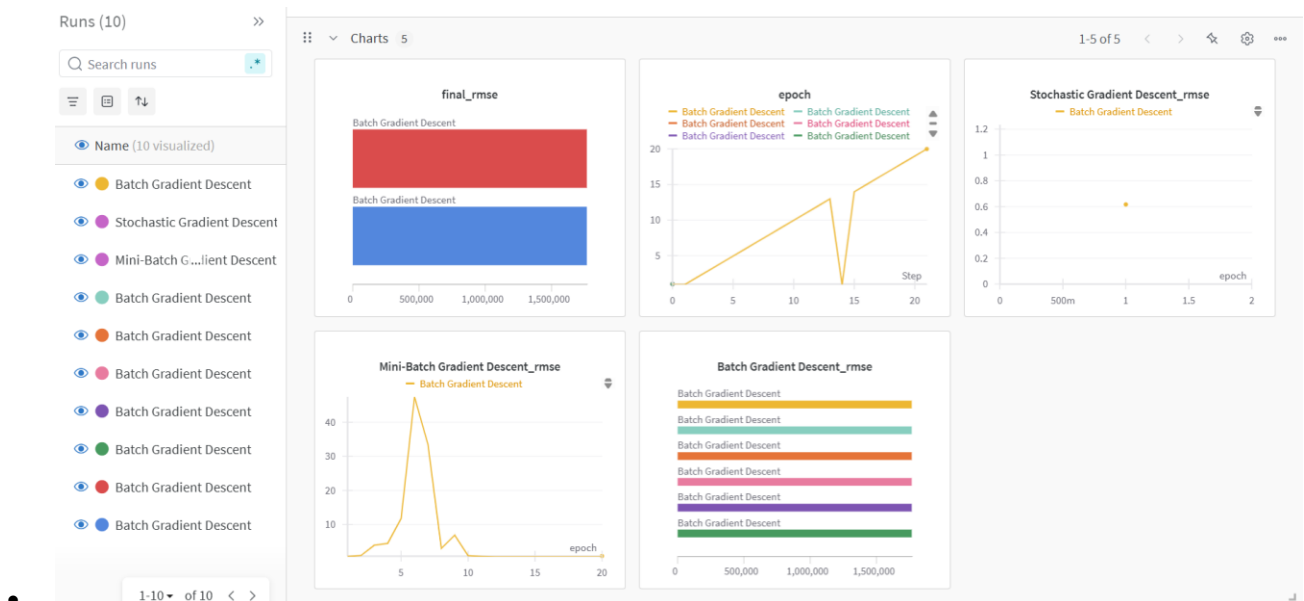 Runs (10)
Search runs
.*
Name (10 visualized)
Batch Gradient Descent
Stochastic Gradient Descent
Mini-Batch G...lient Descent
Batch Gradient Descent
Batch Gradient Descent
Batch Gradient Descent
Batch Gradient Descent
Batch Gradient Descent
Batch Gradient Descent
Batch Gradient Descent
1-10 of 10
Charts 5
1-5 of 5
final_rmse
Batch Gradient Descent
Batch Gradient Descent
0 500,000 1,000,000 1,500,000
epoch
Batch Gradient Descent Batch Gradient Descent
Batch Gradient Descent Batch Gradient Descent
Batch Gradient Descent Batch Gradient Descent
20
15
10
5
Step
0 5 10 15 20
Stochastic Gradient Descent_rmse
Batch Gradient Descent
1.2
1
0.8
0.6
0.4
0.2
0
epoch
0 500m 1 1.5 2
Mini-Batch Gradient Descent_rmse
Batch Gradient Descent
40
30
20
10
epoch
5 10 15 20
Batch Gradient Descent_rmse
Batch Gradient Descent
Batch Gradient Descent
Batch Gradient Descent
Batch Gradient Descent
Batch Gradient Descent
Batch Gradient Descent
0 500,000 1,000,000 1,500,000